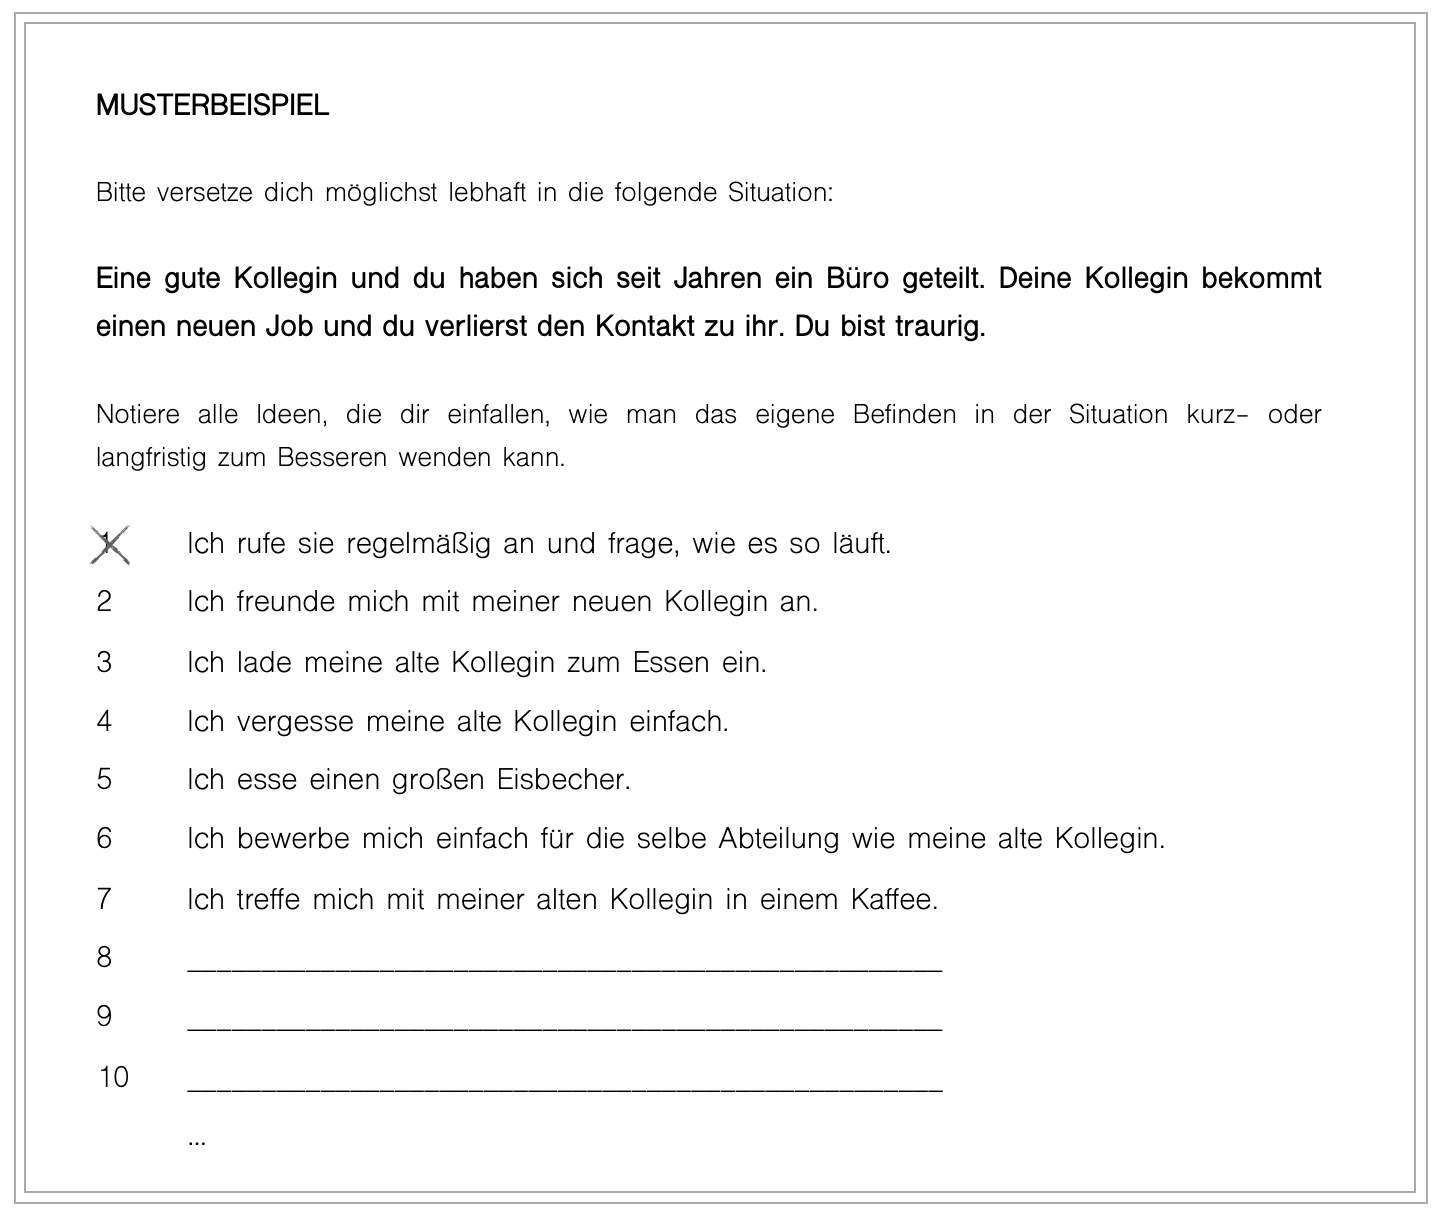 MUSTERBEISPIEL
Bitte versetze dich möglichst lebhaft in die folgende Situation:
Eine gute Kollegin und du haben sich seit Jahren ein Büro geteilt. Deine Kollegin bekommt
einen neuen Job und du verlierst den Kontakt zu ihr. Du bist traurig.
Notiere alle Ideen, die dir einfallen, wie man das eigene Befinden in der Situation kurz- oder
langfristig zum Besseren wenden kann.
1 Ich rufe sie regelmäßig an und frage, wie es so läuft.
2 Ich freunde mich mit meiner neuen Kollegin an.
3 Ich lade meine alte Kollegin zum Essen ein.
4 Ich vergesse meine alte Kollegin einfach.
5 Ich esse einen großen Eisbecher.
6 Ich bewerbe mich einfach für die selbe Abteilung wie meine alte Kollegin.
7 Ich treffe mich mit meiner alten Kollegin in einem Kaffee.
8 ___________________________________________________
9 ___________________________________________________
10 ___________________________________________________
...